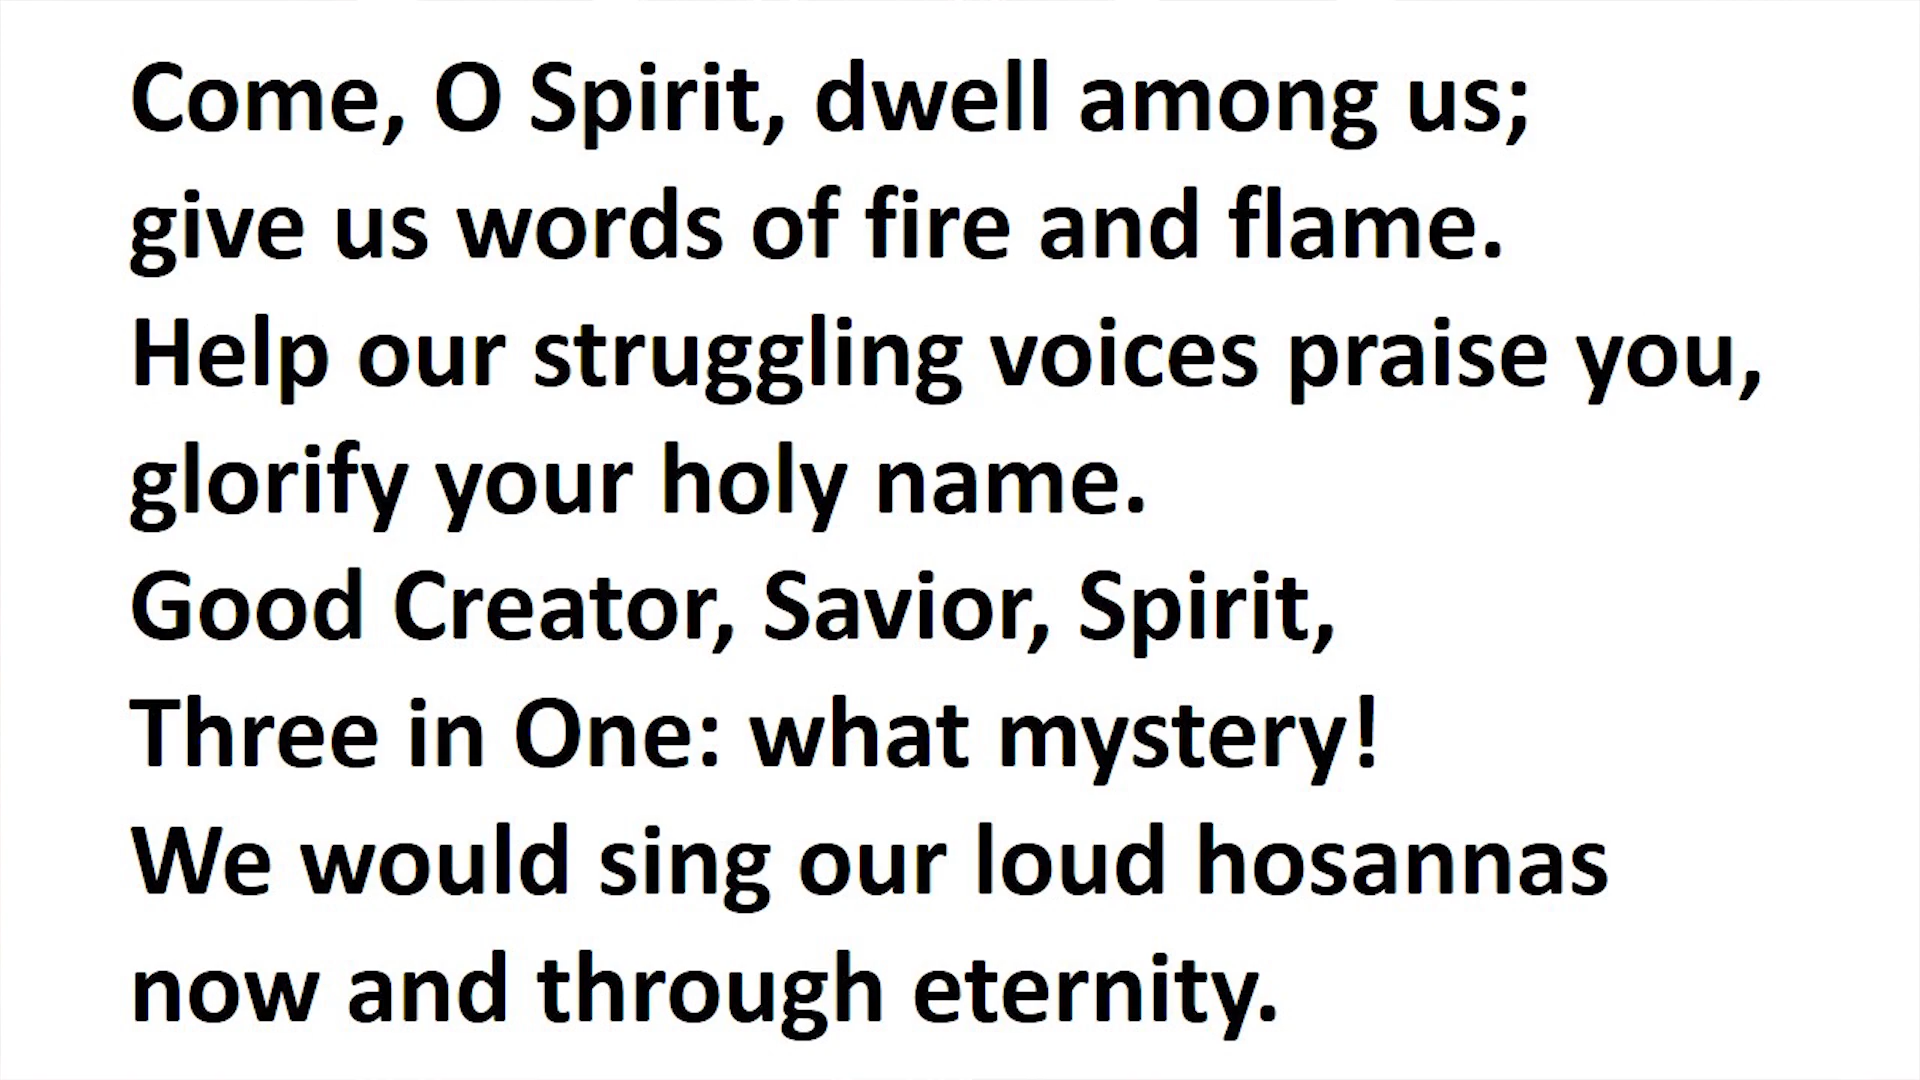 Come, O Spirit, dwell among us;
give us words of fire and flame.
Help our struggling voices praise you,
glorify your holy name.
Good Creator, Savior, Spirit,
Three in One: what mystery!
We would sing our loud hosannas
now and through eternity.